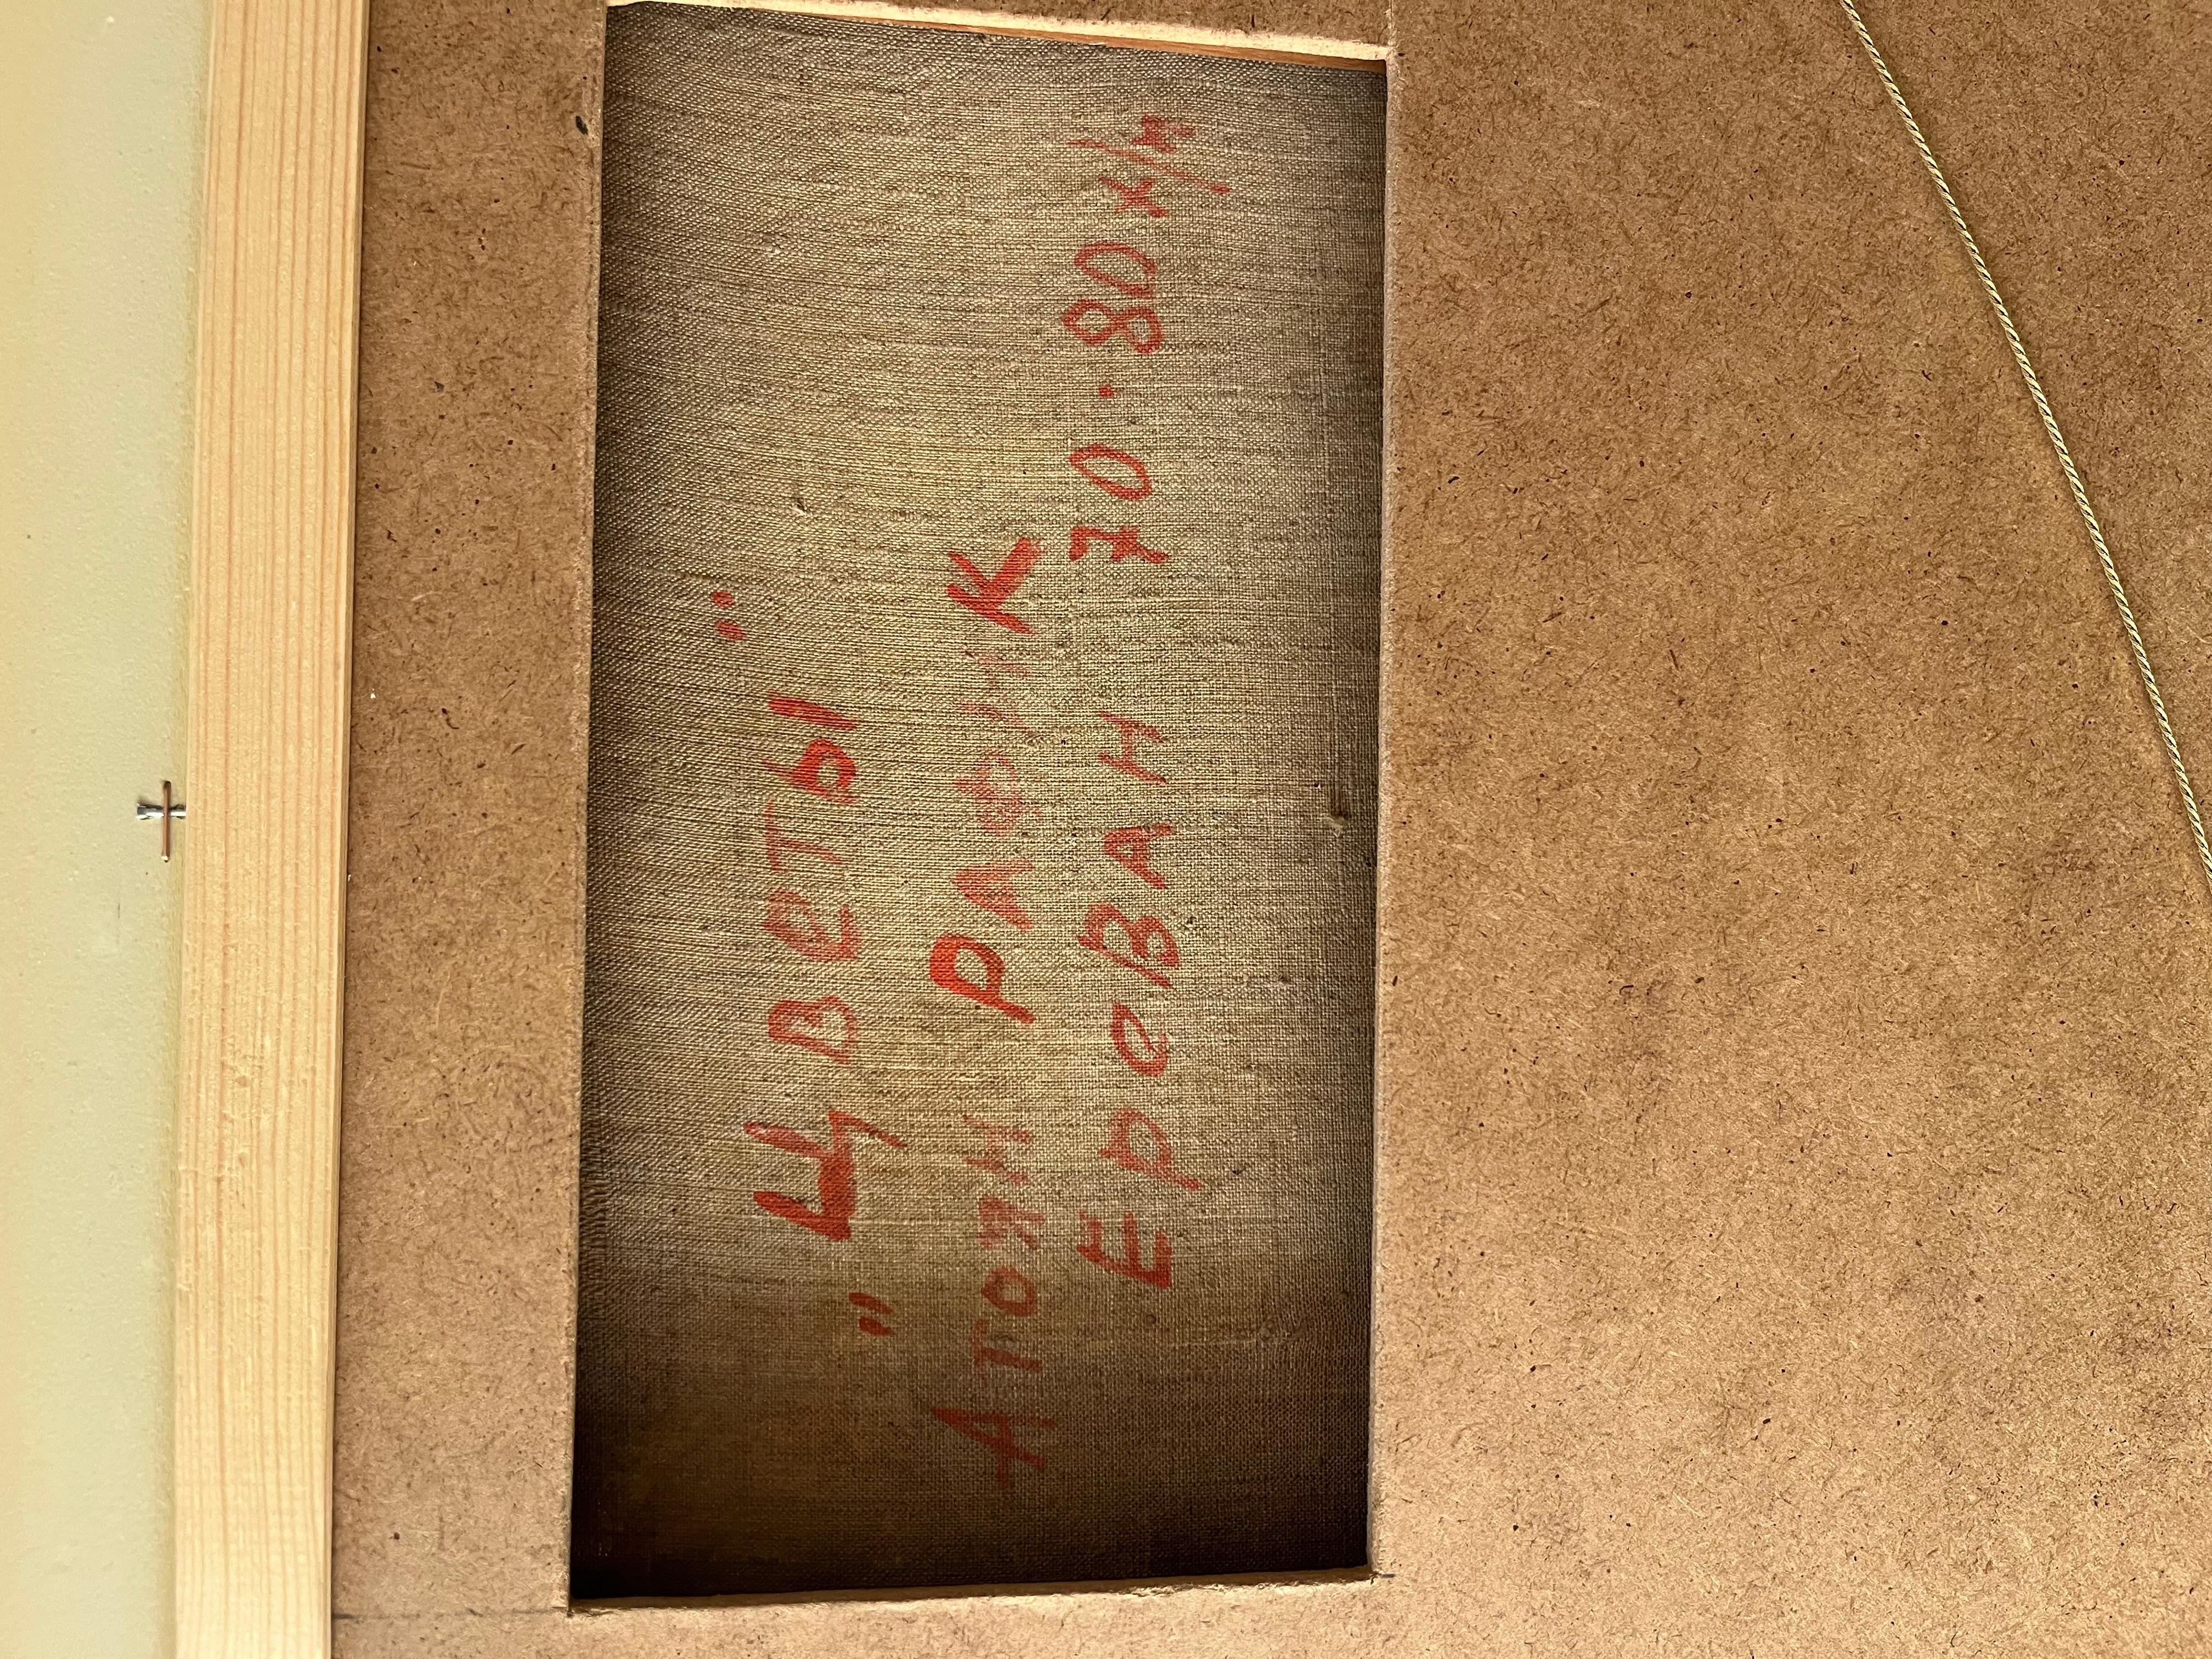 "ЦВеТЫ"
АТОЯН РАФИК
ЕРеВАН 70·80 х/м